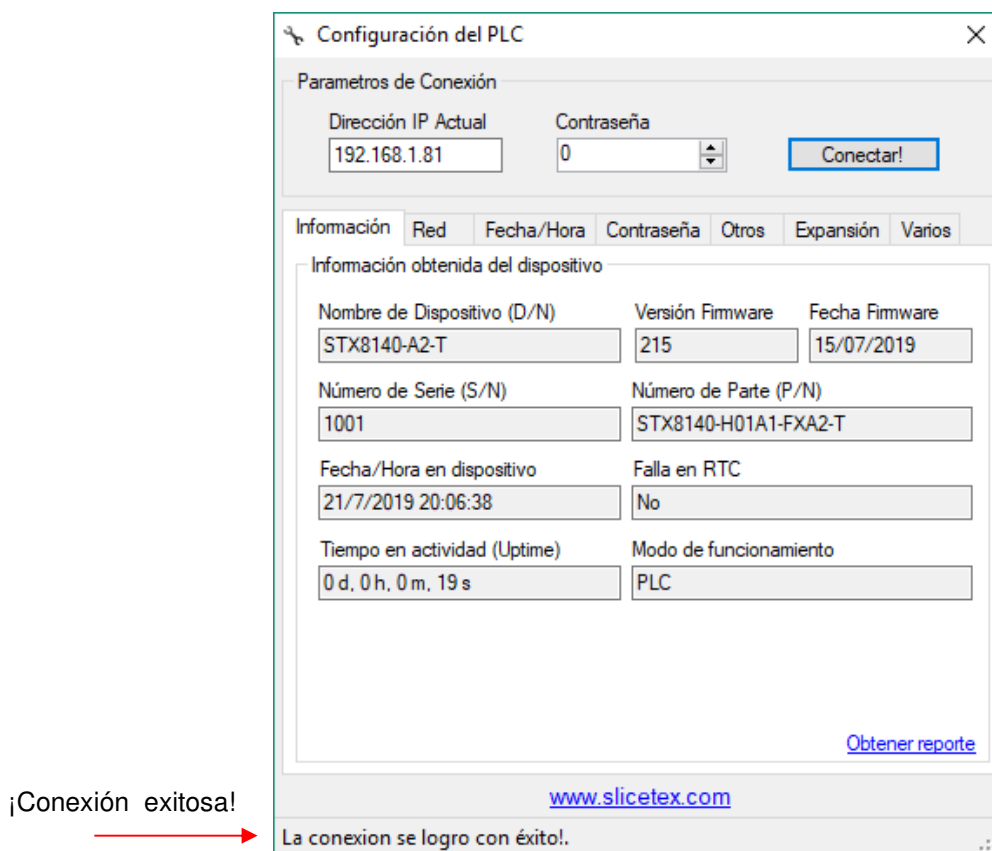 Configuración del PLC
Parametros de Conexión
Dirección IP Actual Contraseña
192.168.1.81 0 Conectar!
Información Red Fecha/Hora Contraseña Otros Expansión Varios
Información obtenida del dispositivo
Nombre de Dispositivo (D/N) Versión Firmware Fecha Firmware
STX8140-A2-T 215 15/07/2019
Número de Serie (S/N) Número de Parte (P/N)
1001 STX8140-H01A1-FXA2-T
Fecha/Hora en dispositivo Falla en RTC
21/7/2019 20:06:38 No
Tiempo en actividad (Uptime) Modo de funcionamiento
0 d, 0 h, 0 m, 19 s PLC
Obtener reporte
www.slicetex.com
¡Conexión exitosa!
La conexion se logro con éxito!.